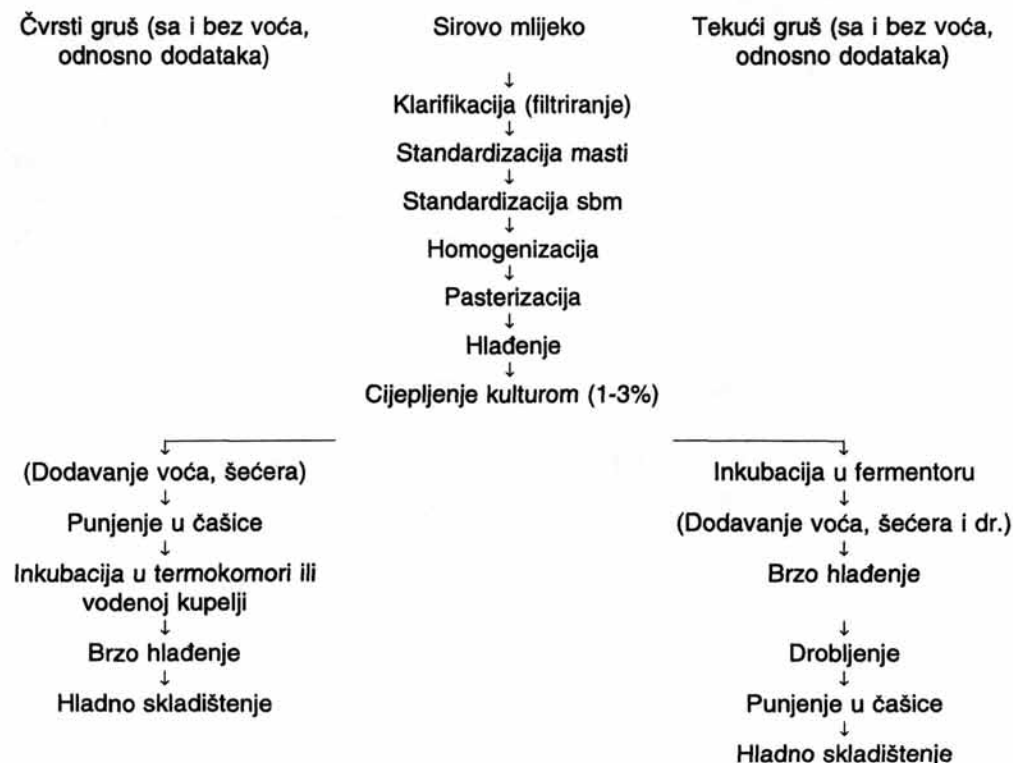 Čvrsti gruš (sa i bez voća,
odnosno dodataka)
Sirovo mlijeko
Tekući gruš (sa i bez voća,
odnosno dodataka)
↓
Klarifikacija (filtriranje)
↓
Standardizacija masti
↓
Standardizacija sbm
↓
Homogenizacija
↓
Pasterizacija
↓
Hlađenje
↓
Cijepljenje kulturom (1-3%)
↓
(Dodavanje voća, šećera)
↓
Punjenje u čašice
↓
Inkubacija u termokomori ili
vodenoj kupelji
↓
Brzo hlađenje
↓
Hladno skladištenje
↓
Inkubacija u fermentoru
↓
(Dodavanje voća, šećera i dr.)
↓
Brzo hlađenje
↓
Drobljenje
↓
Punjenje u čašice
↓
Hladno skladištenje